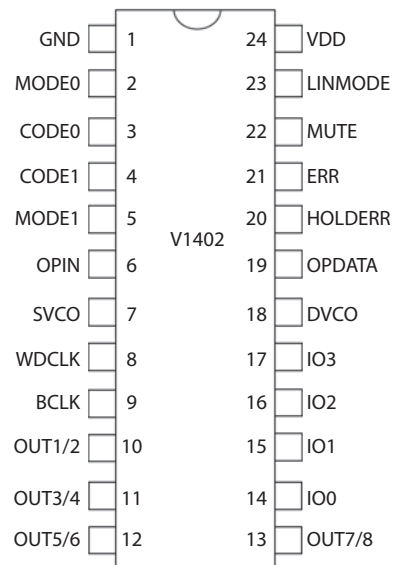 GND 1 24 VDD
MODE0 2 23 LINMODE
CODE0 3 22 MUTE
CODE1 4 21 ERR
MODE1 5 20 HOLDERR
V1402
OPIN 6 19 OPDATA
SVCO 7 18 DVCO
WDCLK 8 17 IO3
BCLK 9 16 IO2
OUT1/2 10 15 IO1
OUT3/4 11 14 IO0
OUT5/6 12 13 OUT7/8